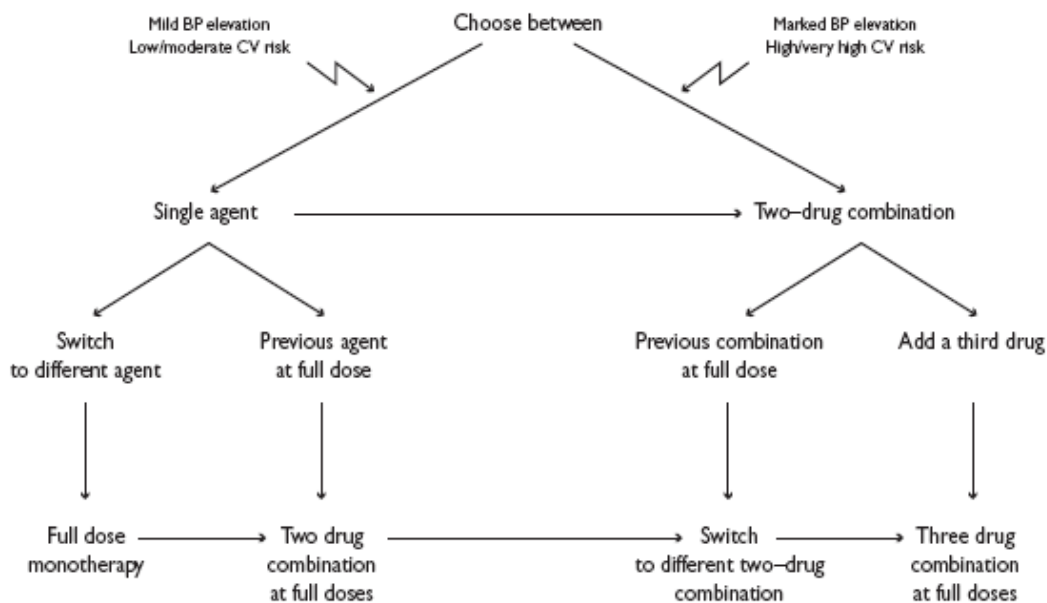 Mild BP elevation
Low/moderate CV risk
Choose between
Marked BP elevation
High/very high CV risk
Single agent
Two–drug combination
Switch
to different agent
Previous agent
at full dose
Previous combination
at full dose
Add a third drug
Full dose
monotherapy
Two drug
combination
at full doses
Switch
to different two–drug
combination
Three drug
combination
at full doses